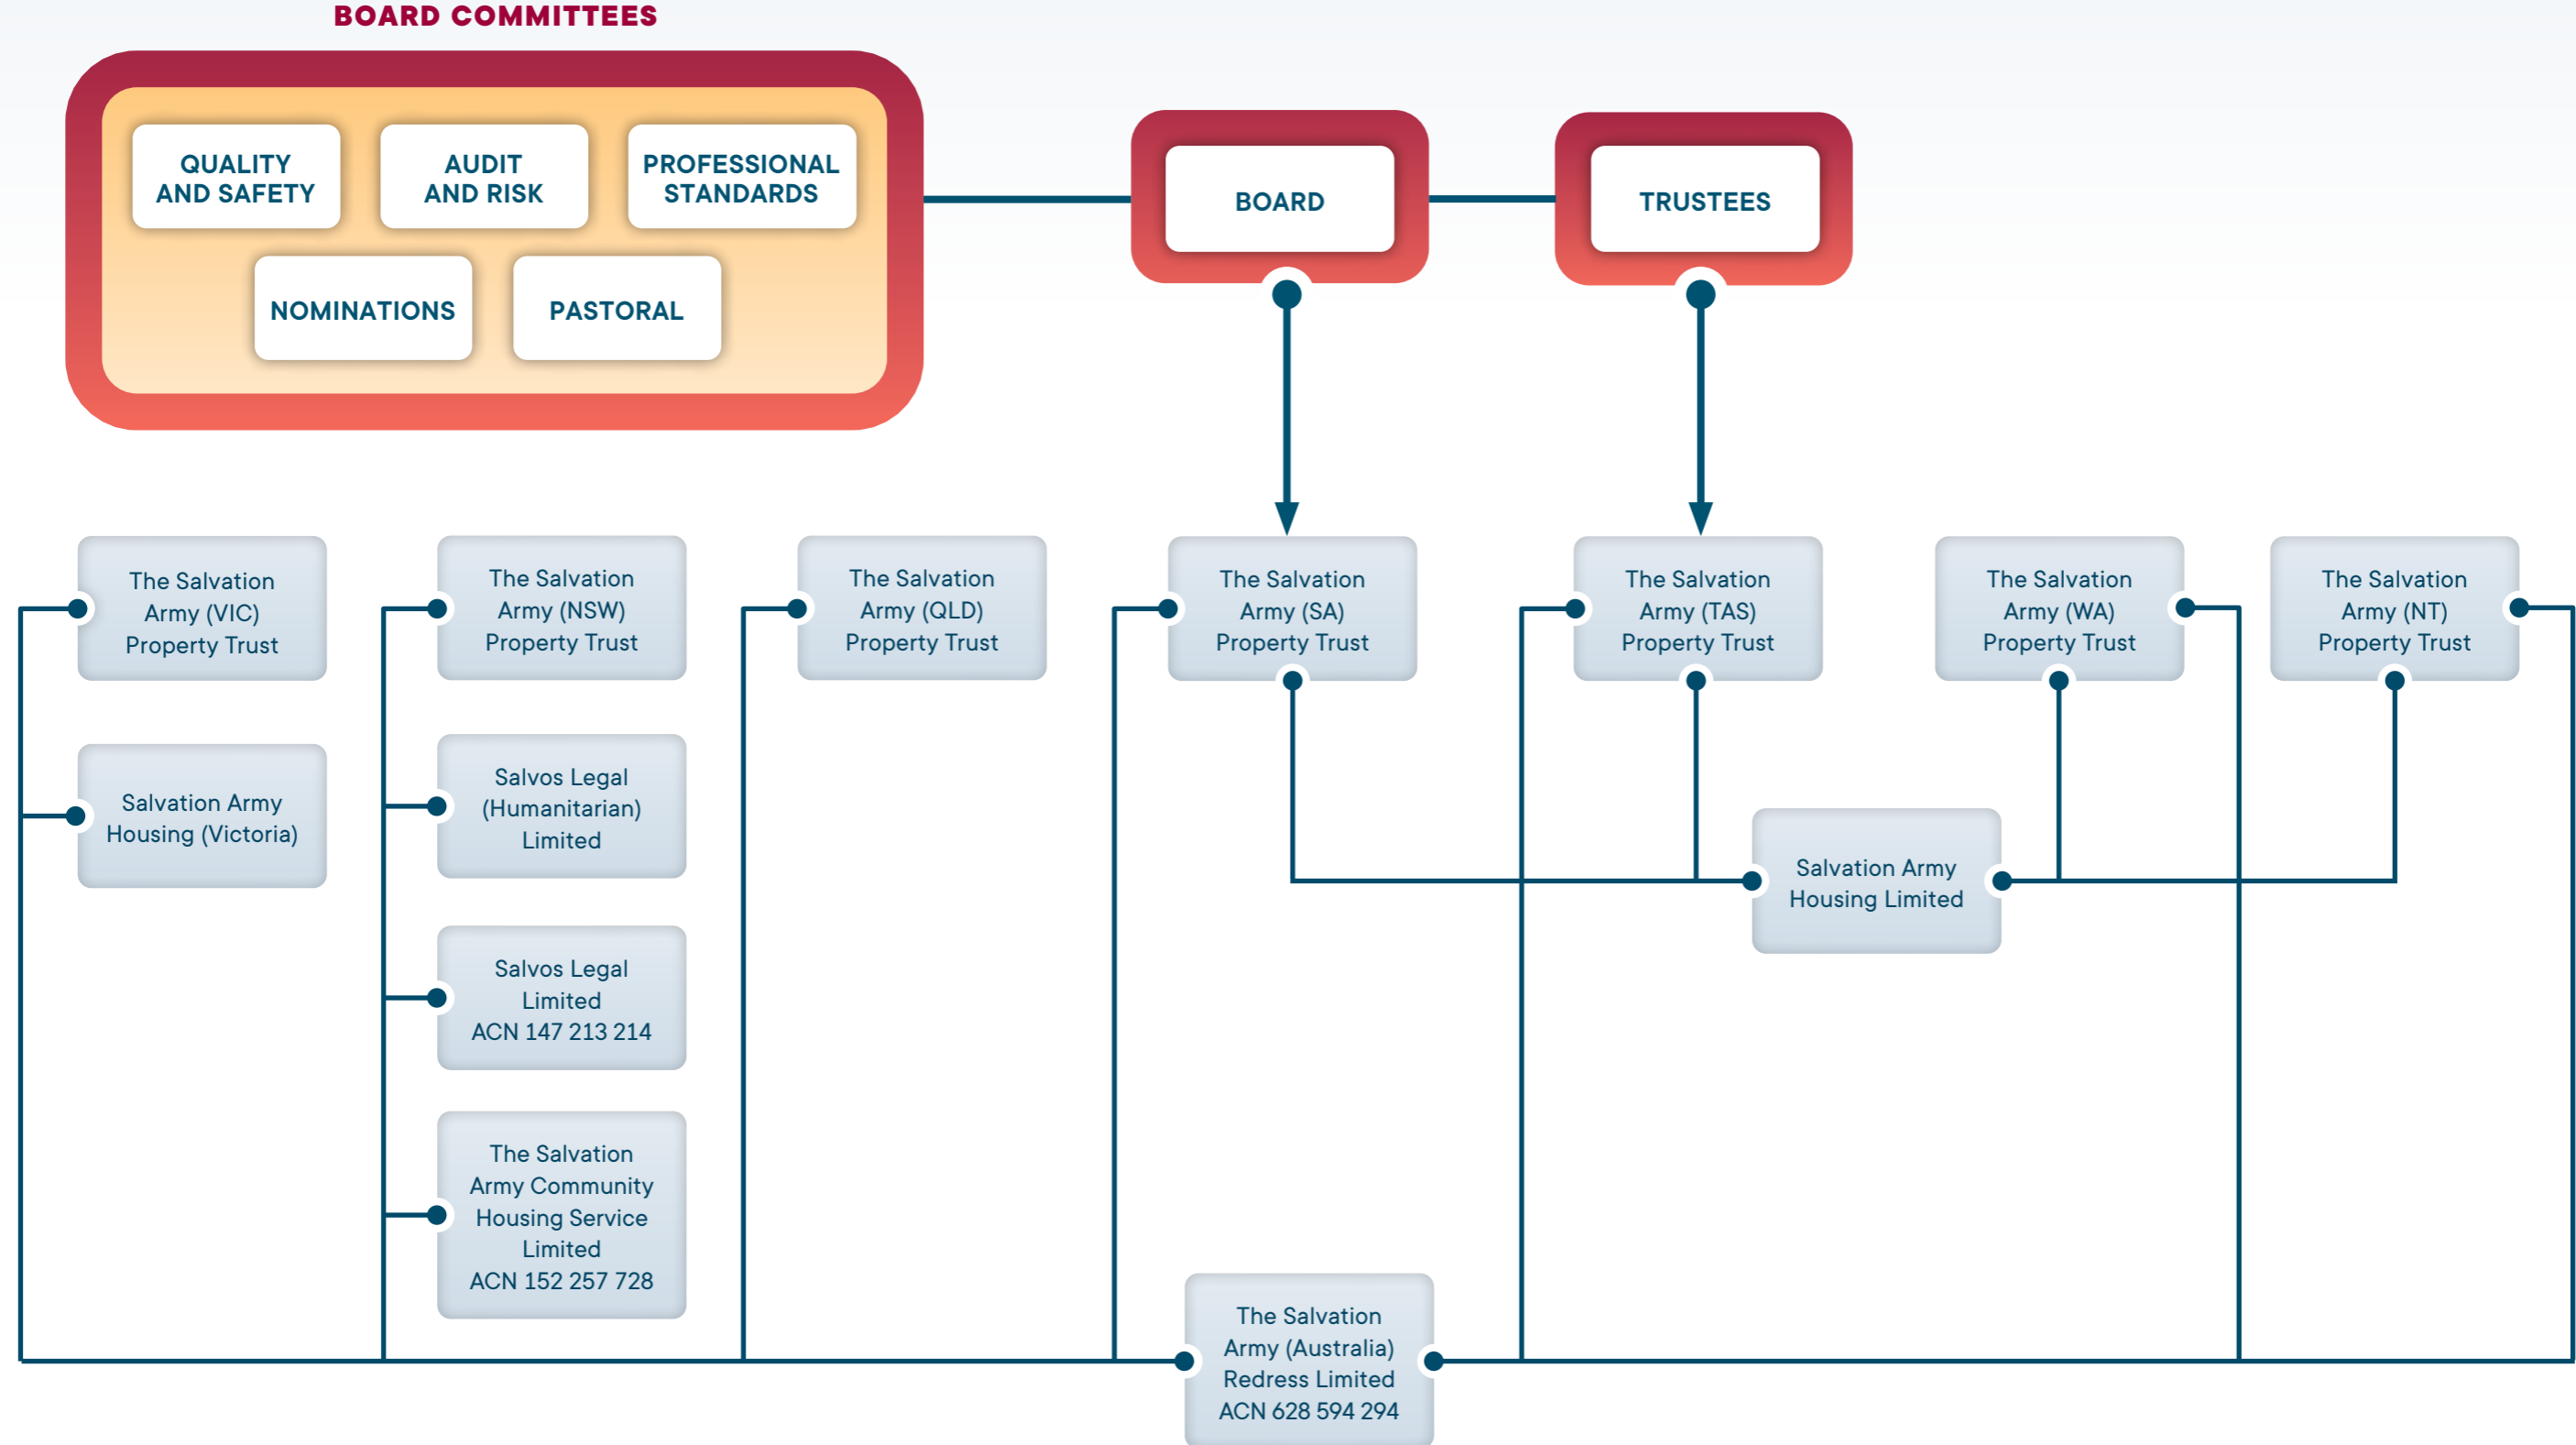 BOARD COMMITTEES
QUALITY
AND SAFETY
AUDIT
AND RISK
PROFESSIONAL
STANDARDS
NOMINATIONS
PASTORAL
BOARD
TRUSTEES
The Salvation
Army (VIC)
Property Trust
The Salvation
Army (NSW)
Property Trust
The Salvation
Army (QLD)
Property Trust
The Salvation
Army (SA)
Property Trust
The Salvation
Army (TAS)
Property Trust
The Salvation
Army (WA)
Property Trust
The Salvation
Army (NT)
Property Trust
Salvation Army
Housing (Victoria)
Salvos Legal
(Humanitarian)
Limited
Salvation Army
Housing Limited
Salvos Legal
Limited
ACN 147 213 214
The Salvation
Army Community
Housing Service
Limited
ACN 152 257 728
The Salvation
Army (Australia)
Redress Limited
ACN 628 594 294